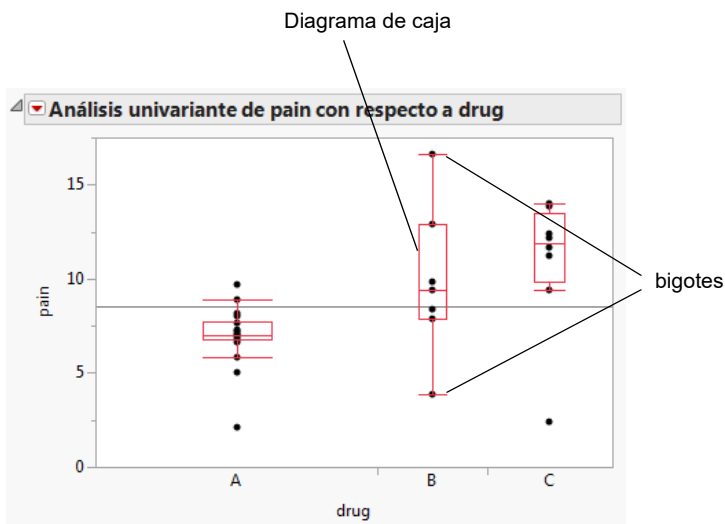 Diagrama de caja
Análisis univariante de pain con respecto a drug
15
10
5
0
pain
bigotes
A B C
drug